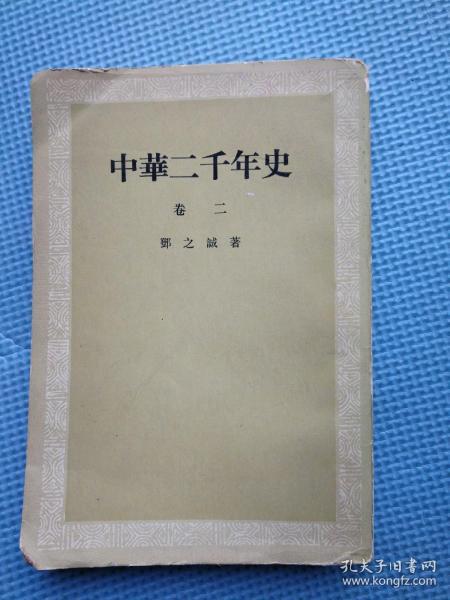 中華二千年史
卷 二
鄧之誠著
孔夫子旧书网
www.kongfz.com